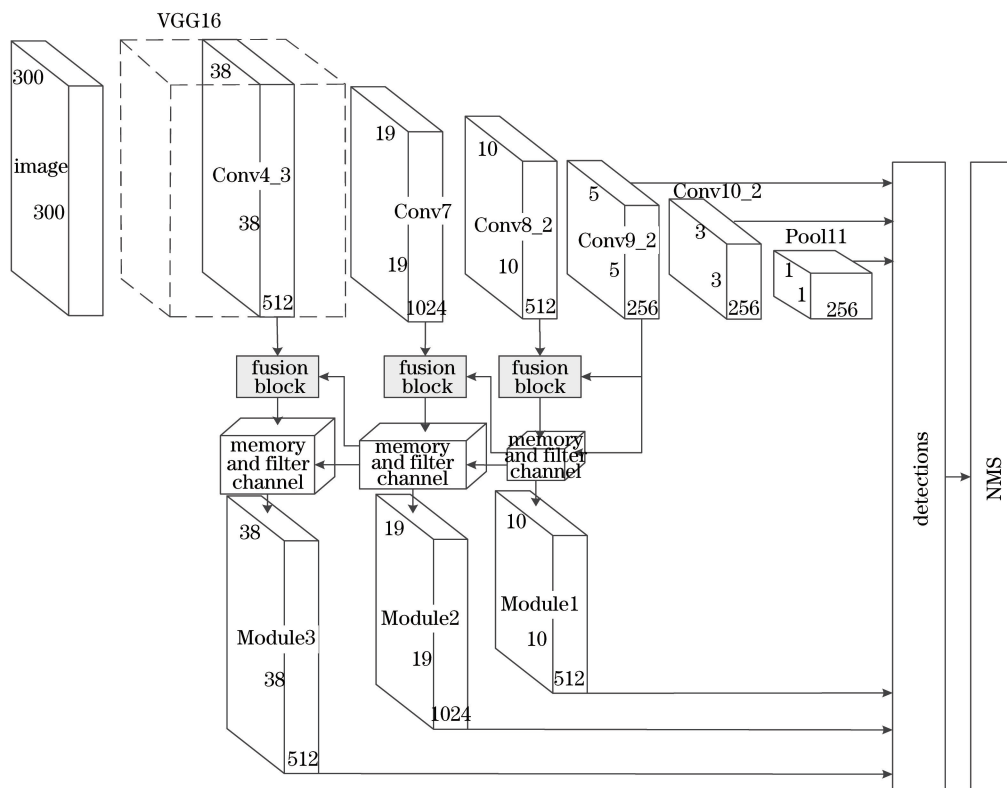 VGG16
300
image
300
38
Conv4_3
38
512
19
Conv7
19
1024
10
Conv8_2
10
512
5
Conv9_2
5
256
Conv10_2
3
3
256
Pool11
1
1
256
fusion
block
fusion
block
fusion
block
memory
and filter
channel
memory
and filter
channel
memory
and filter
channel
38
Module3
38
512
19
Module2
19
1024
10
Module1
10
512
detections
NMS